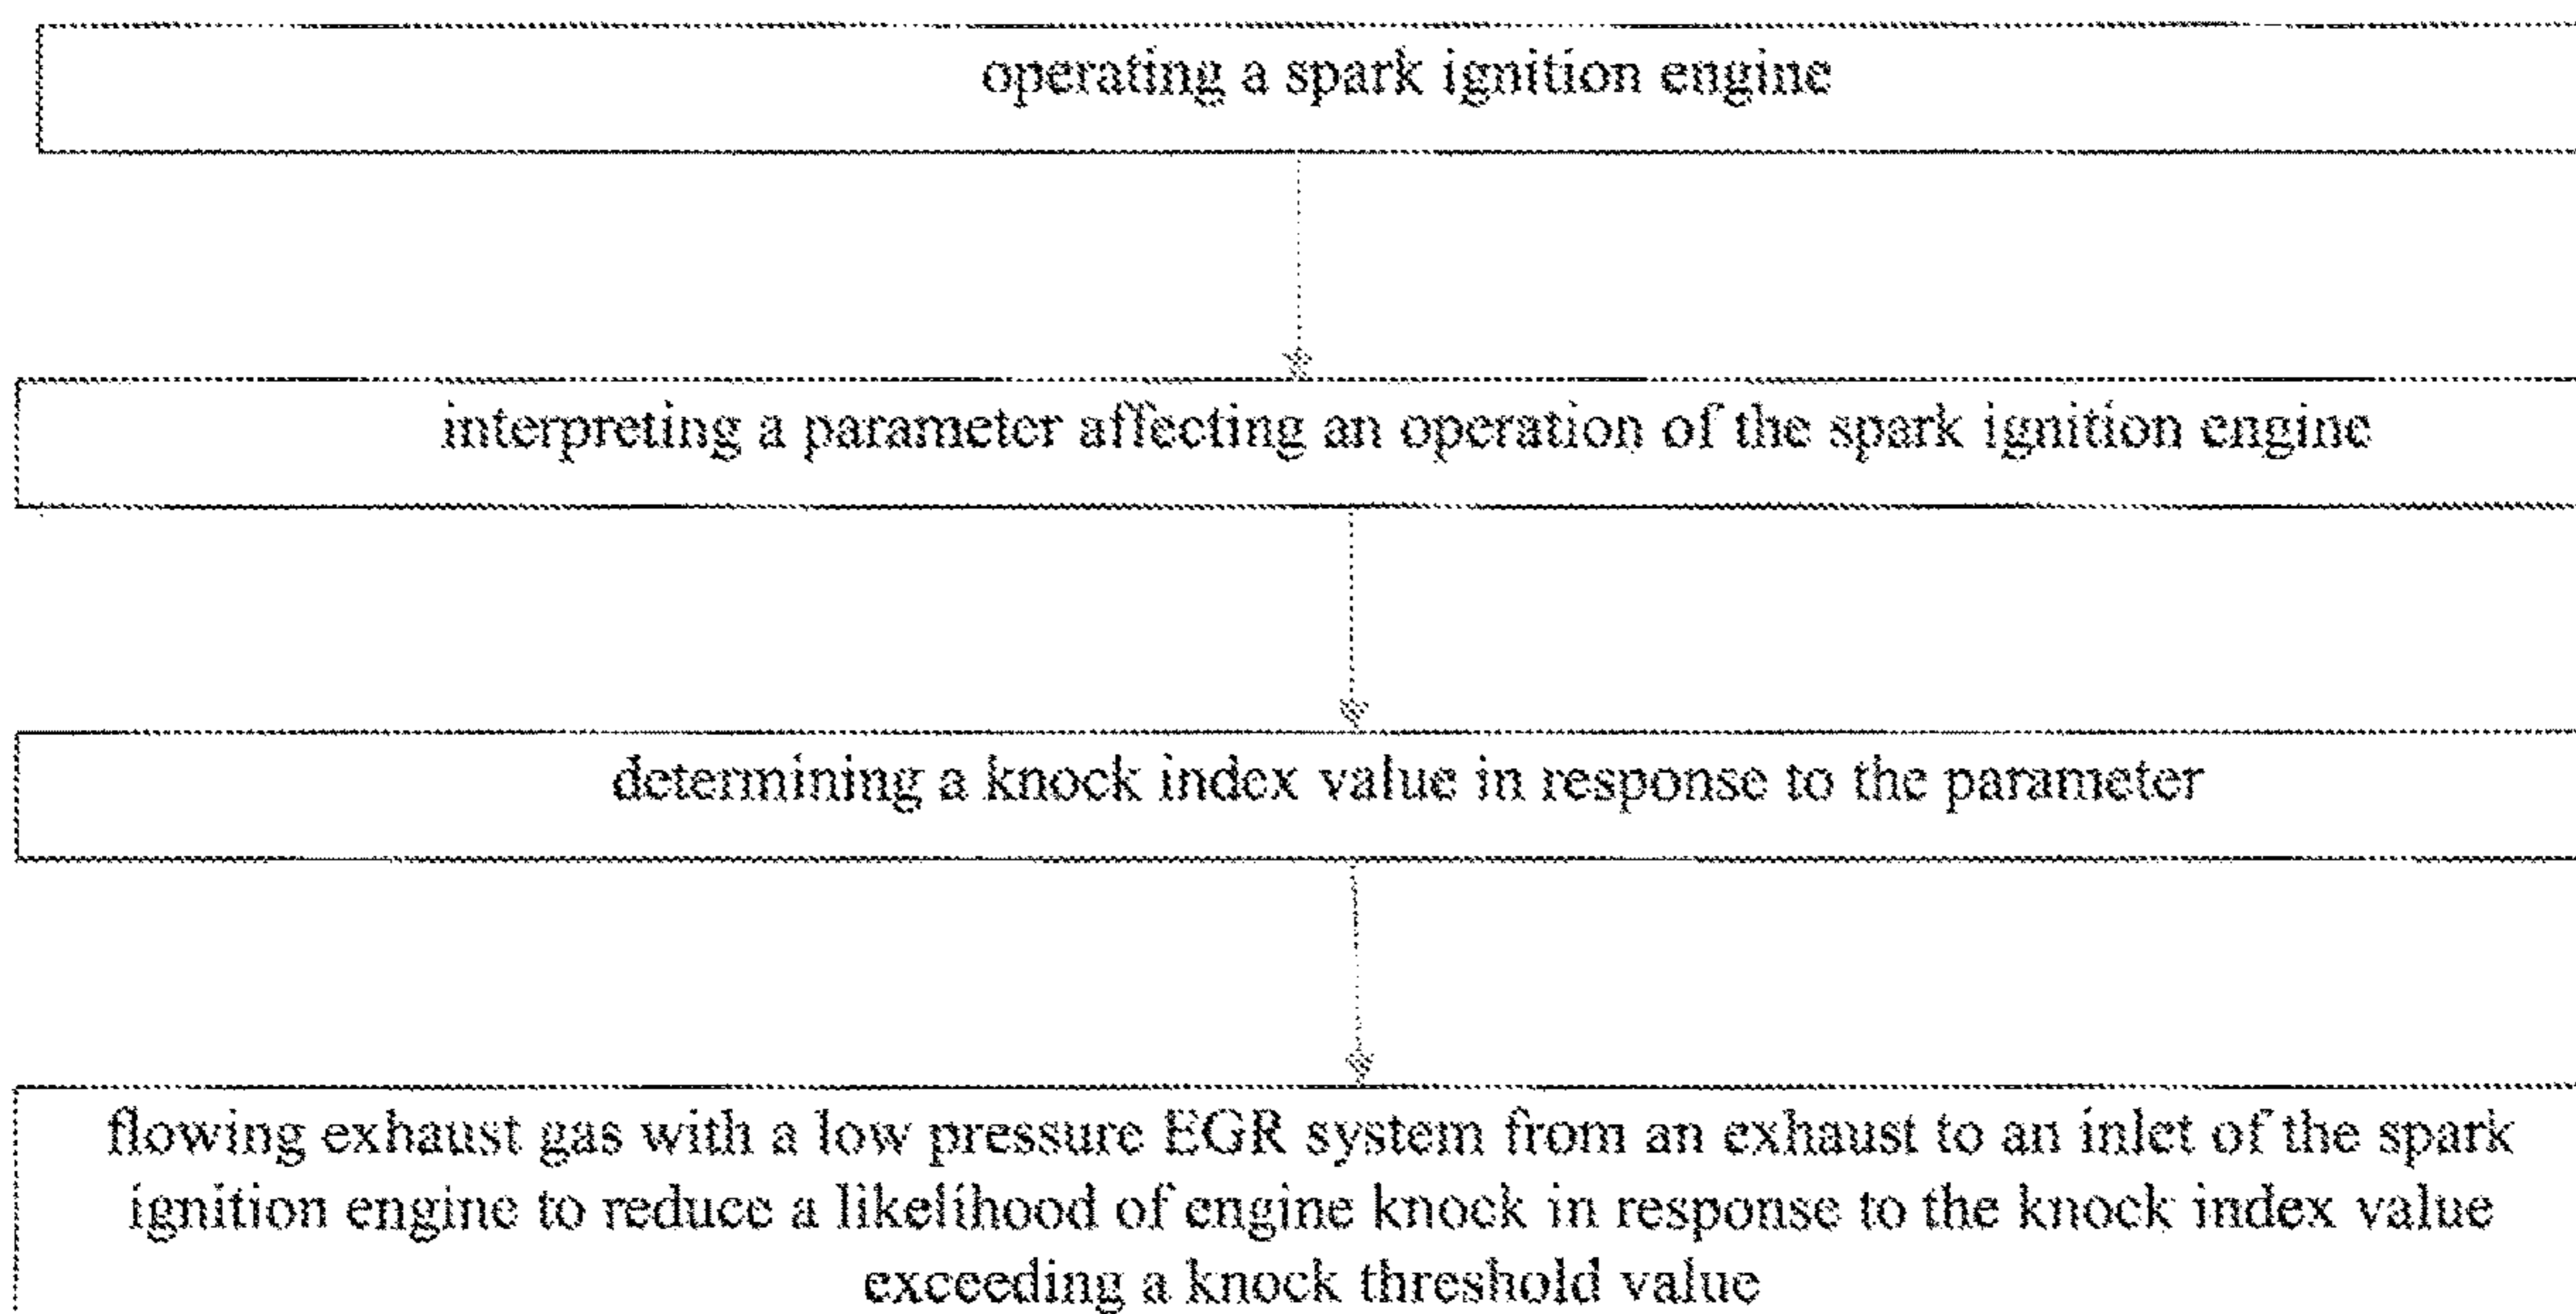 operating a spark ignition engine
interpreting a parameter affecting an operation of the spark ignition engine
determining a knock index value in response to the parameter
flowing exhaust gas with a low pressure EGR system from an exhaust to an inlet of the spark
ignition engine to reduce a likelihood of engine knock in response to the knock index value
exceeding a knock threshold value